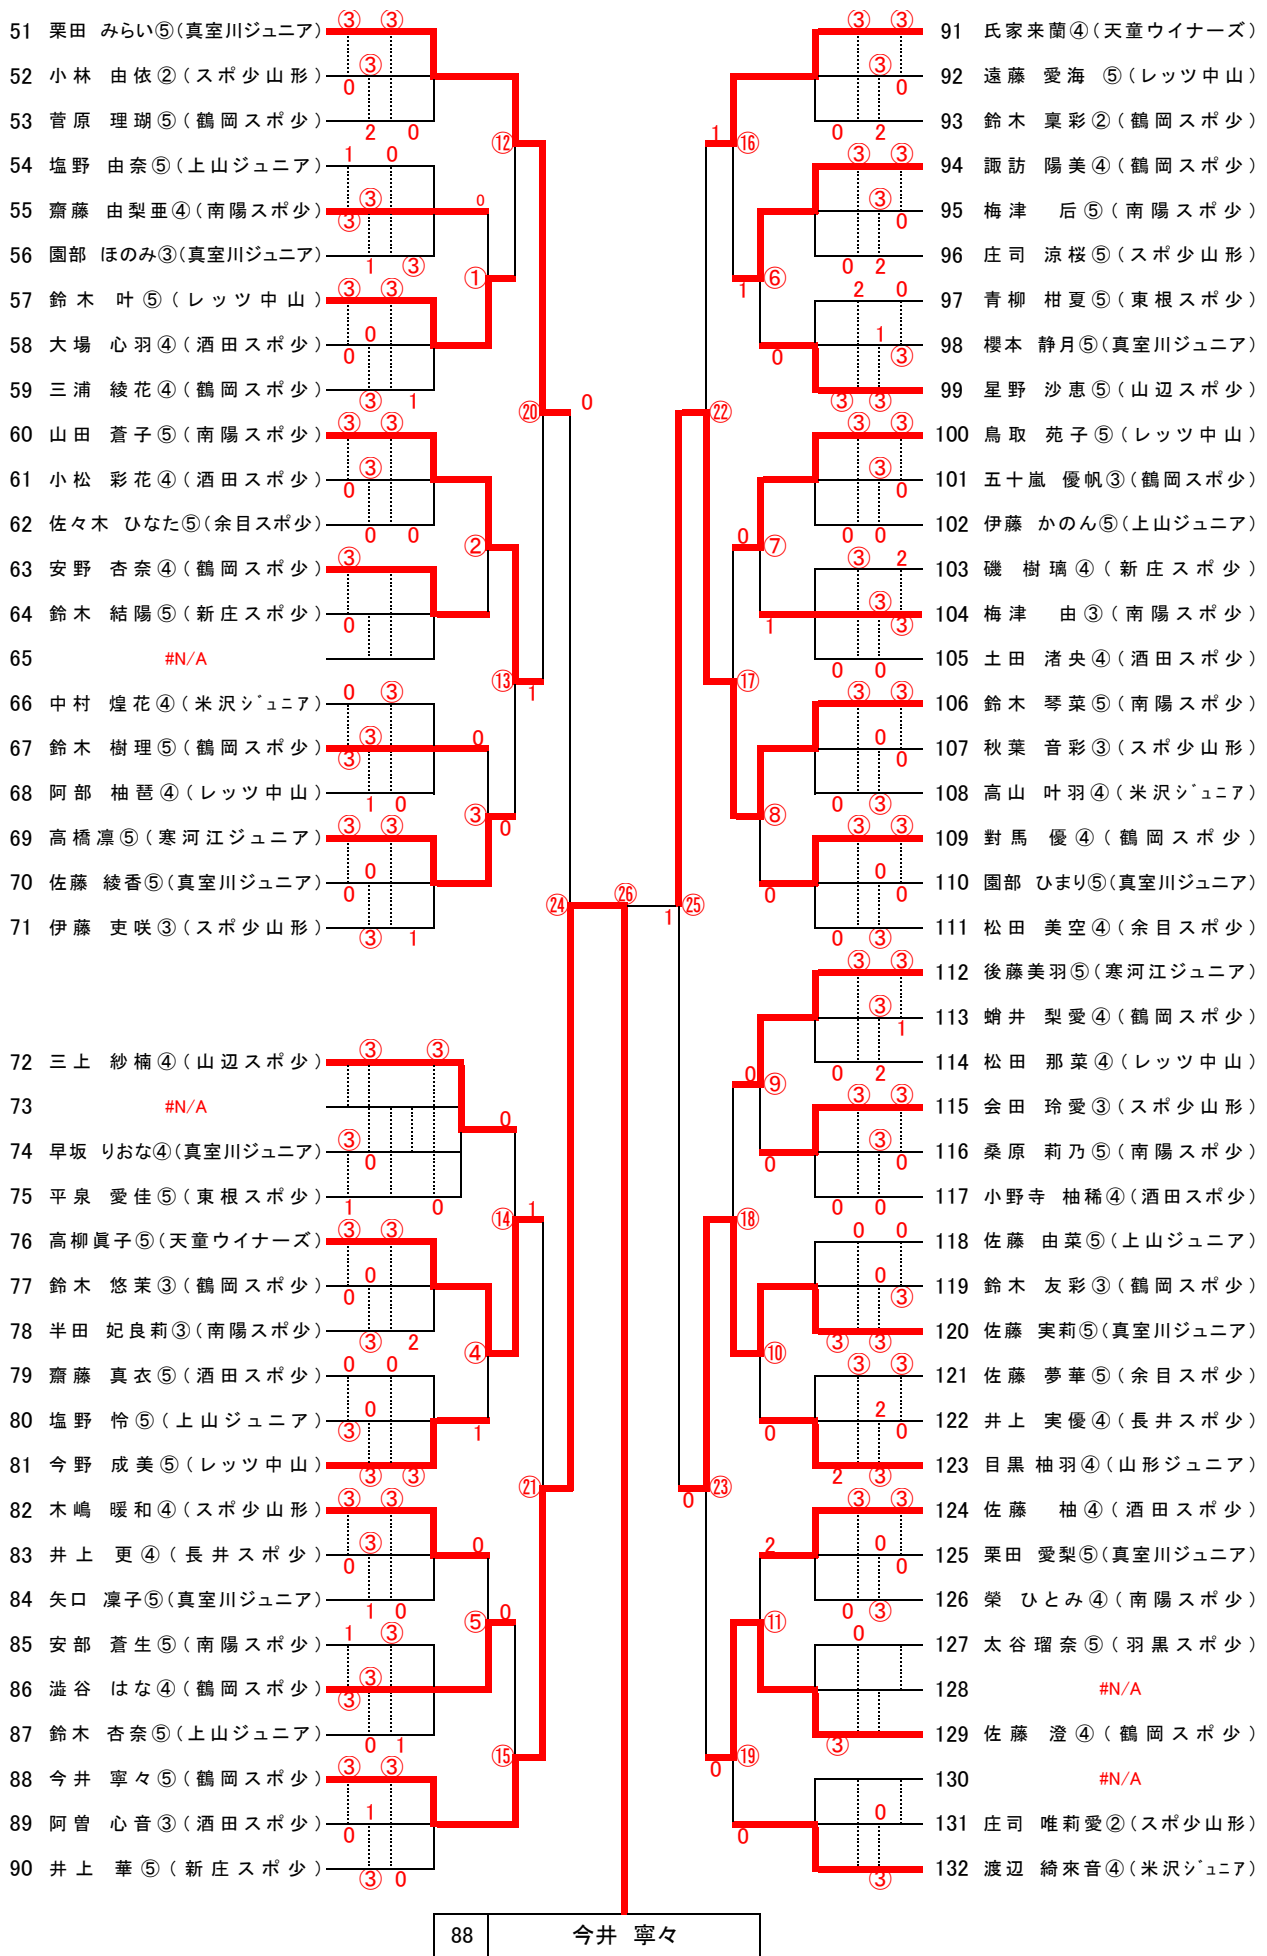 51 栗田 みらい⑤(真室川ジュニア)
52 小林 由依②(スポ少山形)
53 菅原 理瑚⑤(鶴岡スポ少)
54 塩野 由奈⑤(上山ジュニア)
55 齋藤 由梨亜④(南陽スポ少)
56 園部 ほのみ③(真室川ジュニア)
57 鈴木 叶⑤(レッツ中山)
58 大場 心羽④(酒田スポ少)
59 三浦 綾花④(鶴岡スポ少)
60 山田 蒼子⑤(南陽スポ少)
61 小松 彩花④(酒田スポ少)
62 佐々木 ひなた⑤(余目スポ少)
63 安野 杏奈④(鶴岡スポ少)
64 鈴木 結陽⑤(新庄スポ少)
65 #N/A
66 中村 煌花④(米沢ジュニア)
67 鈴木 樹理⑤(鶴岡スポ少)
68 阿部 柚琶④(レッツ中山)
69 高橋凛⑤(寒河江ジュニア)
70 佐藤 綾香⑤(真室川ジュニア)
71 伊藤 吏咲③(スポ少山形)
72 三上 紗楠④(山辺スポ少)
73 #N/A
74 早坂 りおな④(真室川ジュニア)
75 平泉 愛佳⑤(東根スポ少)
76 高柳眞子⑤(天童ウイナーズ)
77 鈴木 悠茉③(鶴岡スポ少)
78 半田 妃良莉③(南陽スポ少)
79 齋藤 真衣⑤(酒田スポ少)
80 塩野 怜⑤(上山ジュニア)
81 今野 成美⑤(レッツ中山)
82 木嶋 暖和④(スポ少山形)
83 井上 更④(長井スポ少)
84 矢口 凜子⑤(真室川ジュニア)
85 安部 蒼生⑤(南陽スポ少)
86 澁谷 はな④(鶴岡スポ少)
87 鈴木 杏奈⑤(上山ジュニア)
88 今井 寧々⑤(鶴岡スポ少)
89 阿曽 心音③(酒田スポ少)
90 井上 華⑤(新庄スポ少)
91 氏家来蘭④(天童ウイナーズ)
92 遠藤 愛海 ⑤(レッツ中山)
93 鈴木 稟彩②(鶴岡スポ少)
94 諏訪 陽美④(鶴岡スポ少)
95 梅津 后⑤(南陽スポ少)
96 庄司 涼桜⑤(スポ少山形)
97 青柳 柑夏⑤(東根スポ少)
98 櫻本 静月⑤(真室川ジュニア)
99 星野 沙恵⑤(山辺スポ少)
100 鳥取 苑子⑤(レッツ中山)
101 五十嵐 優帆③(鶴岡スポ少)
102 伊藤 かのん⑤(上山ジュニア)
103 磯 樹璃④(新庄スポ少)
104 梅津 由③(南陽スポ少)
105 土田 渚央④(酒田スポ少)
106 鈴木 琴菜⑤(南陽スポ少)
107 秋葉 音彩③(スポ少山形)
108 高山 叶羽④(米沢ジュニア)
109 對馬 優④(鶴岡スポ少)
110 園部 ひまり⑤(真室川ジュニア)
111 松田 美空④(余目スポ少)
112 後藤美羽⑤(寒河江ジュニア)
113 蛸井 梨愛④(鶴岡スポ少)
114 松田 那菜④(レッツ中山)
115 会田 玲愛③(スポ少山形)
116 桑原 莉乃⑤(南陽スポ少)
117 小野寺 柚稀④(酒田スポ少)
118 佐藤 由菜⑤(上山ジュニア)
119 鈴木 友彩③(鶴岡スポ少)
120 佐藤 実莉⑤(真室川ジュニア)
121 佐藤 夢華⑤(余目スポ少)
122 井上 実優④(長井スポ少)
123 目黒 柚羽④(山形ジュニア)
124 佐藤 柚④(酒田スポ少)
125 栗田 愛梨⑤(真室川ジュニア)
126 榮 ひとみ④(南陽スポ少)
127 太谷瑠奈⑤(羽黒スポ少)
128 #N/A
129 佐藤 澄④(鶴岡スポ少)
130 #N/A
131 庄司 唯莉愛②(スポ少山形)
132 渡辺 綺來音④(米沢ジュニア)
88 今井 寧々